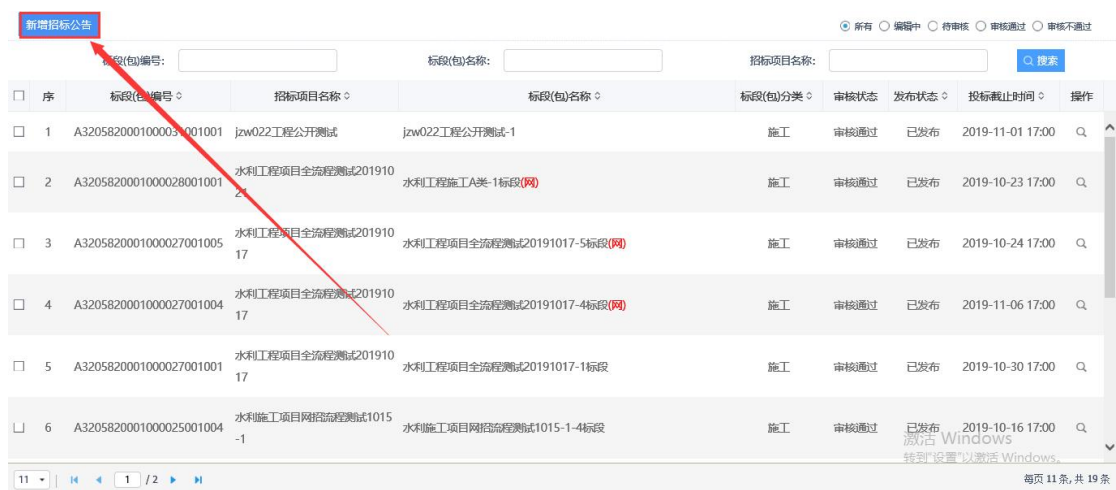 新增招标公告
所有 编辑中 待审核 审核通过 审核不通过
标段(包)编号: 标段(包)名称: 招标项目名称: 搜索
序 标段(包)编号 招标项目名称 标段(包)名称 标段(包)分类 审核状态 发布状态 投标截止时间 操作
1 jzw022工程公开测试 jzw022工程公开测试-1 施工 审核通过 已发布 2019-11-01 17:00
2 A3205820001000028001001 水利工程项目全流程测试201910
21 水利工程施工A类-1标段(网) 施工 审核通过 已发布 2019-10-23 17:00
3 A3205820001000027001005 水利工程项目全流程测试201910
17 水利工程项目全流程测试20191017-5标段(网) 施工 审核通过 已发布 2019-10-24 17:00
4 A3205820001000027001004 水利工程项目全流程测试201910
17 水利工程项目全流程测试20191017-4标段(网) 施工 审核通过 已发布 2019-11-06 17:00
5 A3205820001000027001001 水利工程项目全流程测试201910
17 水利工程项目全流程测试20191017-1标段 施工 审核通过 已发布 2019-10-30 17:00
6 A3205820001000025001004 水利施工项目网招流程测试1015
-1 水利施工项目网招流程测试1015-1-4标段 施工 审核通过 已发布 2019-10-16 17:00
激活 Windows
转到"设置"以激活 Windows。
11 1 / 2 每页 11 条, 共 19 条